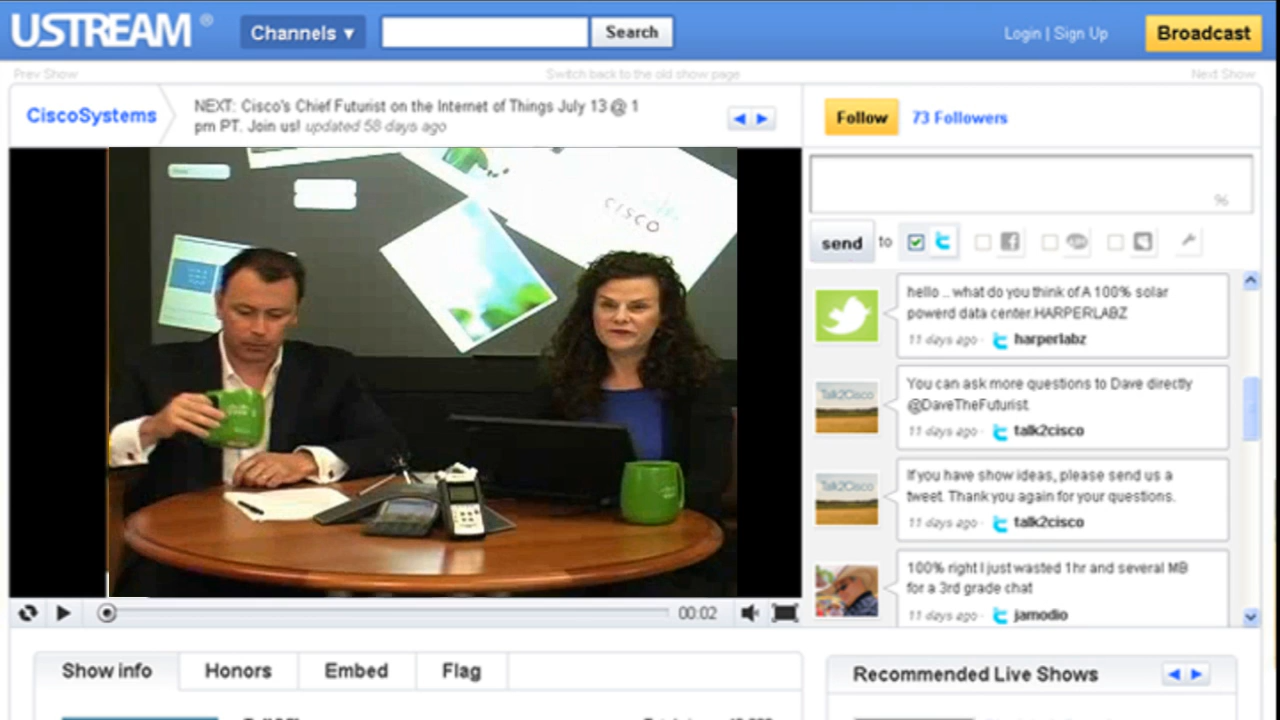 USTREAM ®
Channels ▾
Search
Login | Sign Up
Broadcast
Prev Show
Switch back to the old show page
Next Show
CiscoSystems
NEXT: Cisco's Chief Futurist on the Internet of Things July 13 @ 1
pm PT. Join us! updated 58 days ago
Follow
73 Followers
CISCO
%
send to
hello .. what do you think of A 100% solar
powerd data center.HARPERLABZ
11 days ago · harperlabz
You can ask more questions to Dave directly
@DaveTheFuturist
11 days ago · talk2cisco
Talk2Cisco
If you have show ideas, please send us a
tweet. Thank you again for your questions.
11 days ago · talk2cisco
Talk2Cisco
100% right I just wasted 1hr and several MB
for a 3rd grade chat
11 days ago · jamodio
00:02
Show info
Honors
Embed
Flag
Recommended Live Shows